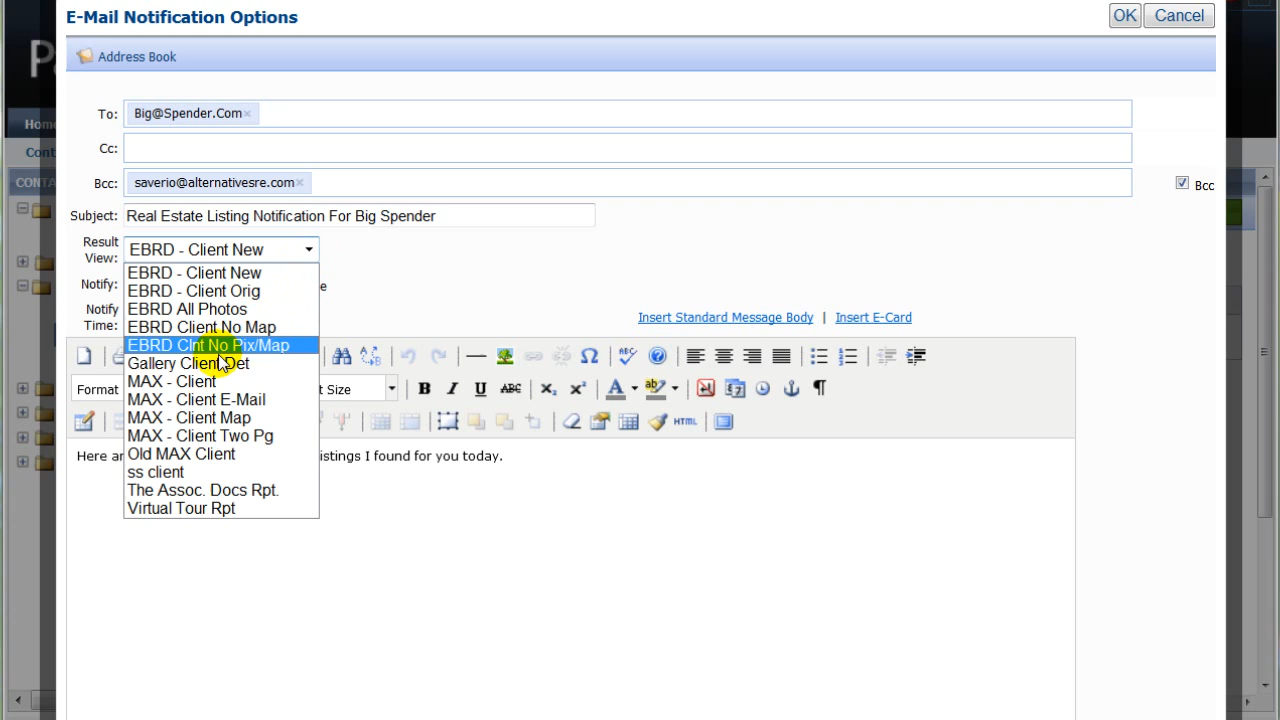 E-Mail Notification Options
OK Cancel
Address Book
To: Big@Spender.Com×
Cc:
Bcc: saverio@alternativesre.com× Bcc
Subject: Real Estate Listing Notification For Big Spender
Result View: EBRD - Client New
EBRD - Client New
EBRD - Client Orig
EBRD All Photos
EBRD Client No Map
EBRD Clnt No Pix/Map
Gallery Client Det
MAX - Client
MAX - Client E-Mail
MAX - Client Map
MAX - Client Two Pg
Old MAX Client
ss client
The Assoc. Docs Rpt.
Virtual Tour Rpt
Notify: e
Notify Time:
Insert Standard Message Body | Insert E-Card
Format t Size
B I U ABC
HTML
Here ar istings I found for you today.
Home
Cont
CONTA